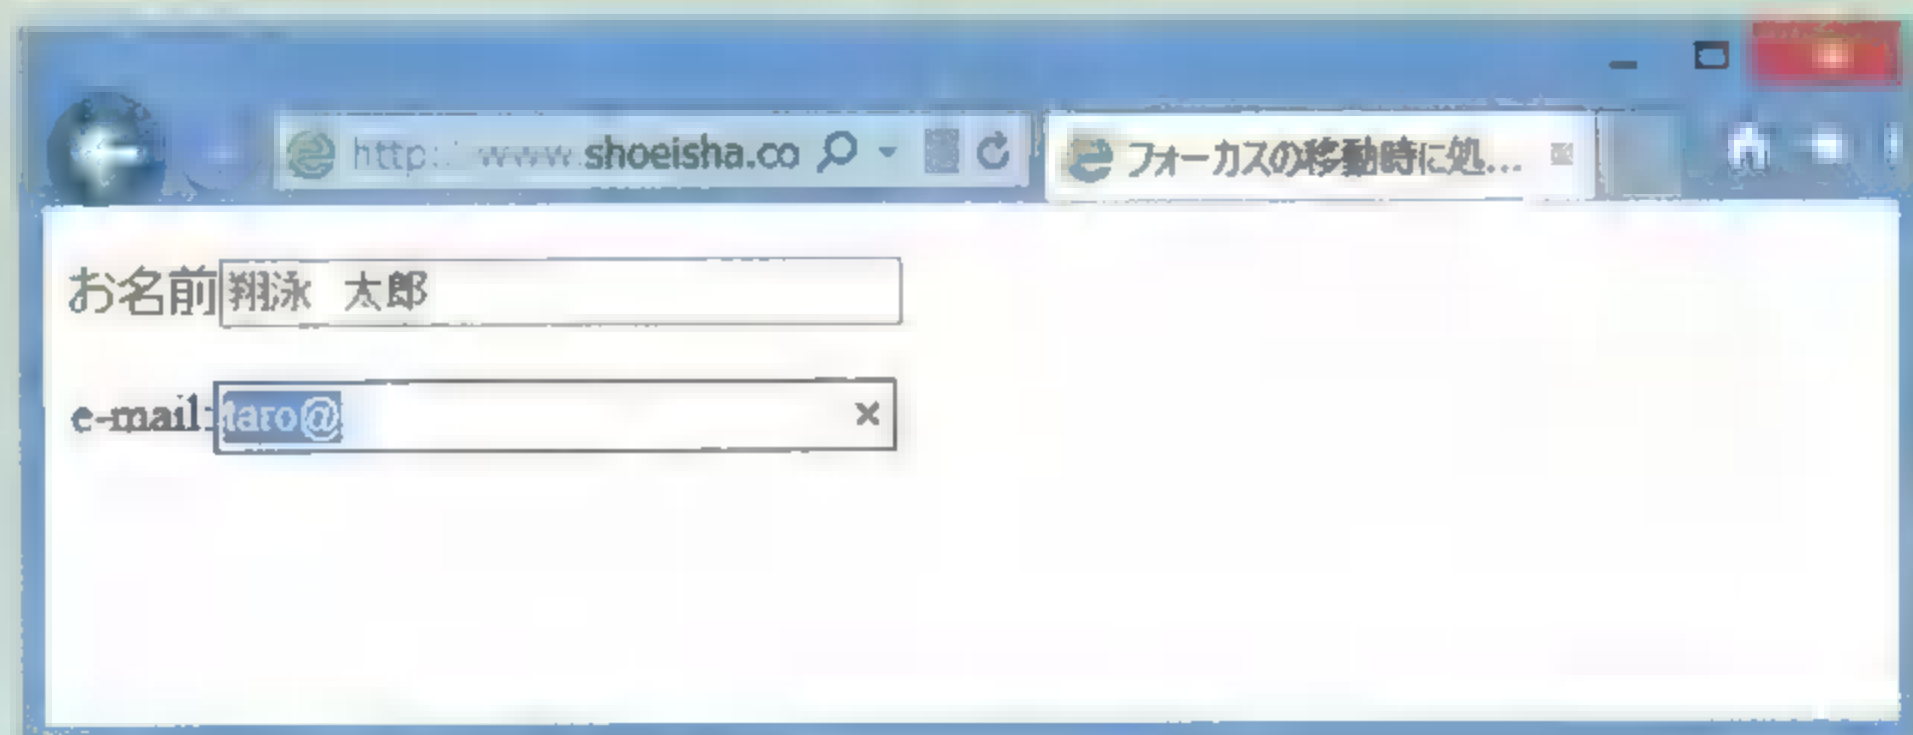 http://www.shoeisha.co
フォーカスの移動時に処...
お名前 翔泳 太郎
e-mail: taro@